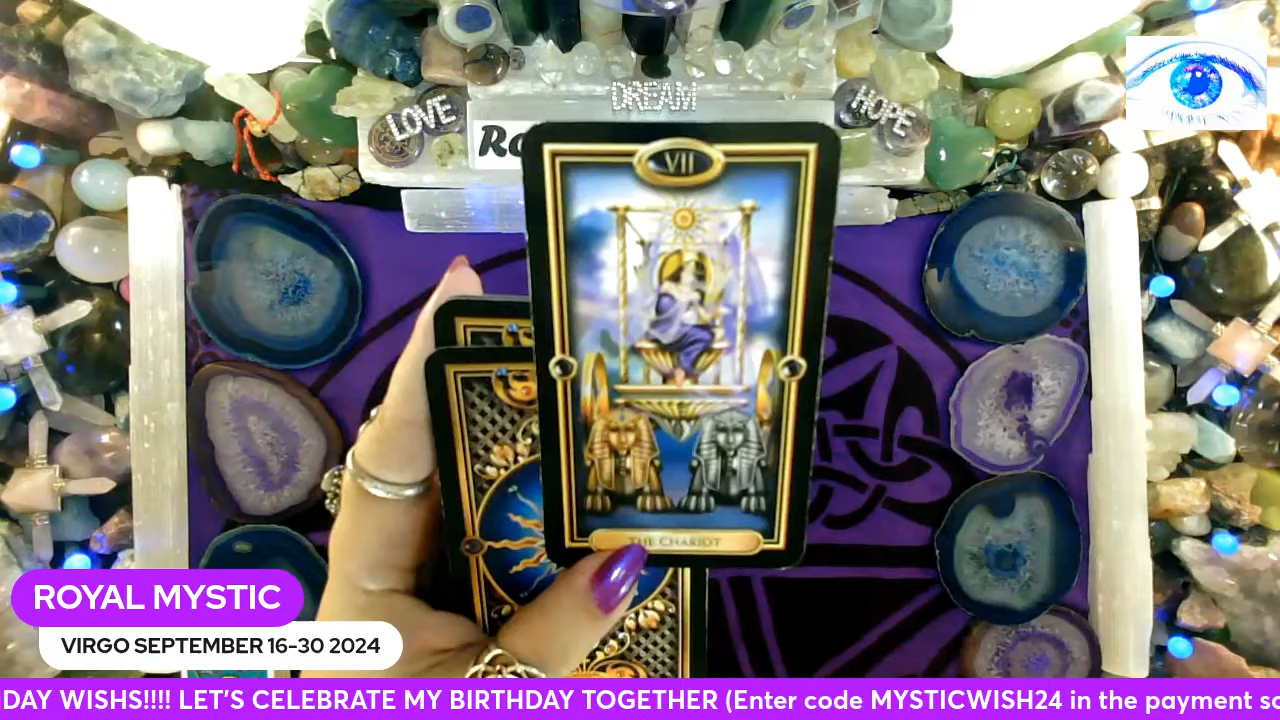 LOVE
DREAM
HOPE
VII
THE CHARIOT
ROYAL MYSTIC
VIRGO SEPTEMBER 16-30 2024
DAY WISHS!!!! LET'S CELEBRATE MY BIRTHDAY TOGETHER (Enter code MYSTICWISH24 in the payment